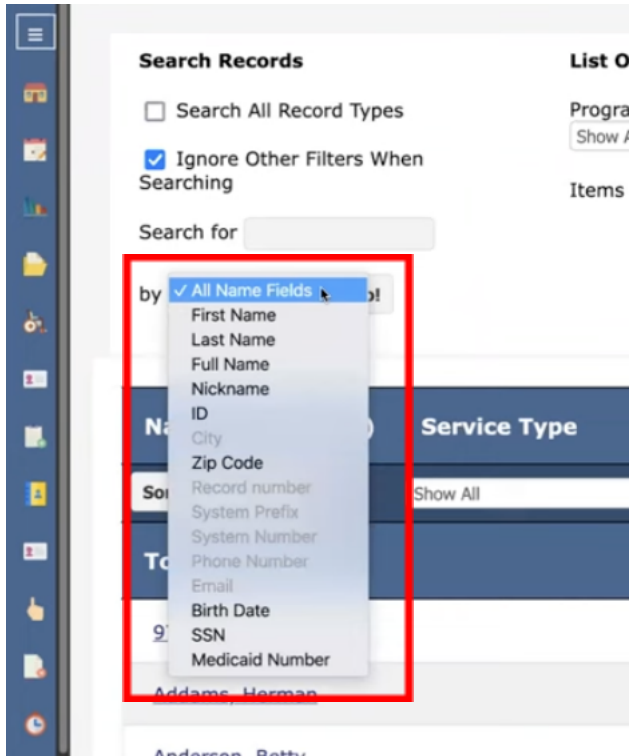 Search Records
Search All Record Types
Ignore Other Filters When
Searching
Search for
by
✓ All Name Fields
First Name
Last Name
Full Name
Nickname
ID
City
Zip Code
Record number
System Prefix
System Number
Phone Number
Email
Birth Date
SSN
Medicaid Number
List O
Progra
Show A
Items
Service Type
Show All
Addams, Herman
Anderson, Betty